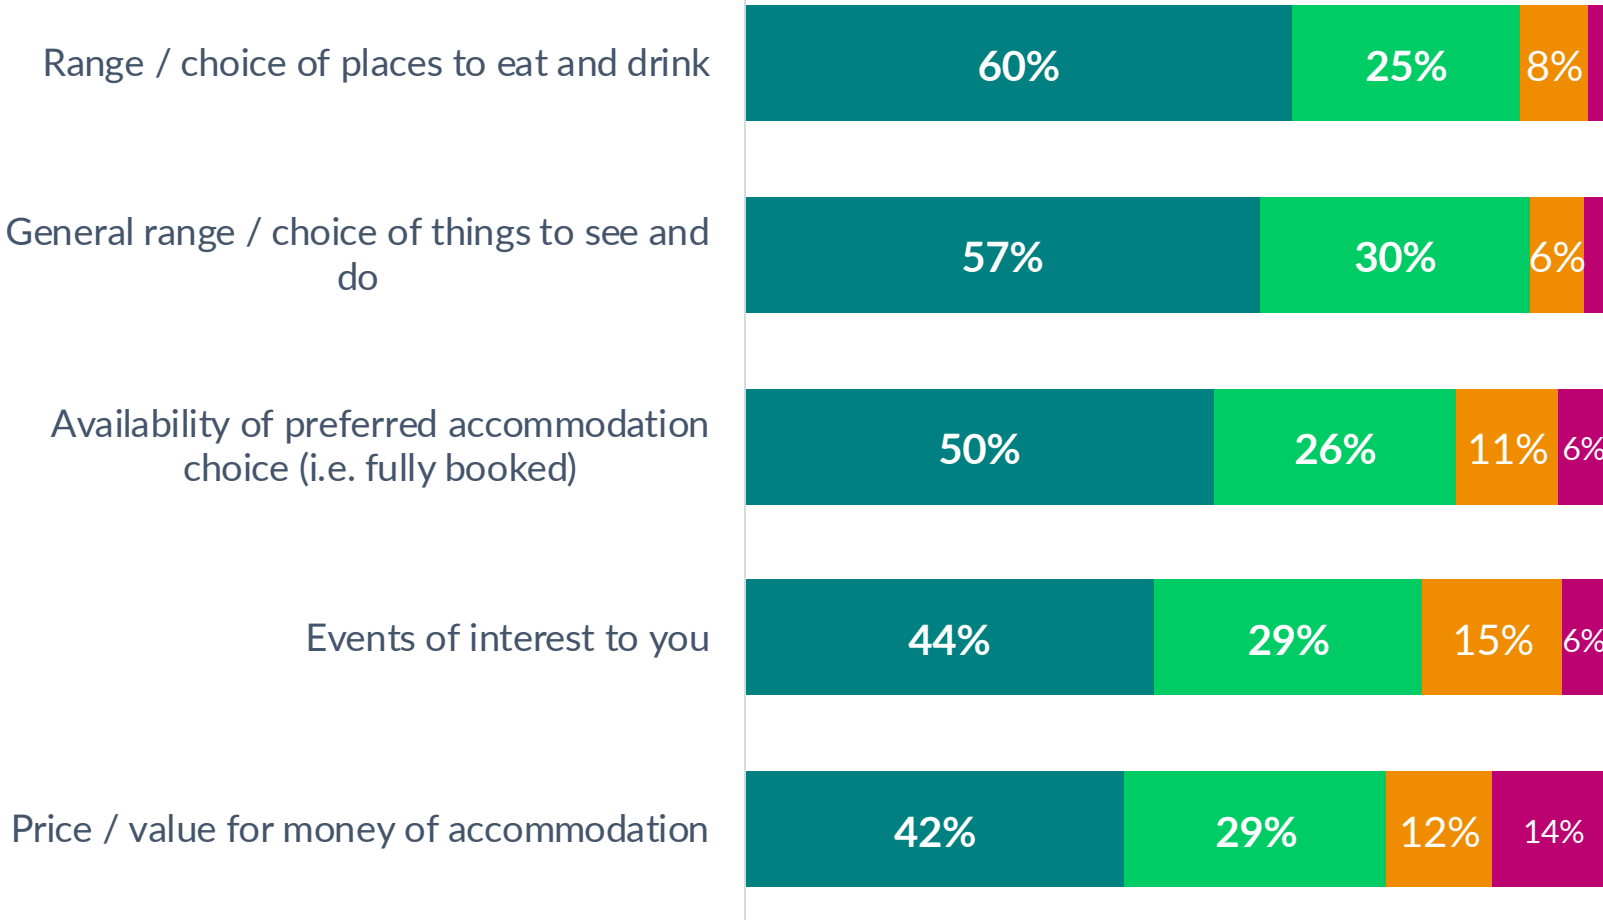 Range / choice of places to eat and drink
60% 25% 8%
General range / choice of things to see and
do
57% 30% 6%
Availability of preferred accommodation
choice (i.e. fully booked)
50% 26% 11% 6%
Events of interest to you
44% 29% 15% 6%
Price / value for money of accommodation
42% 29% 12% 14%